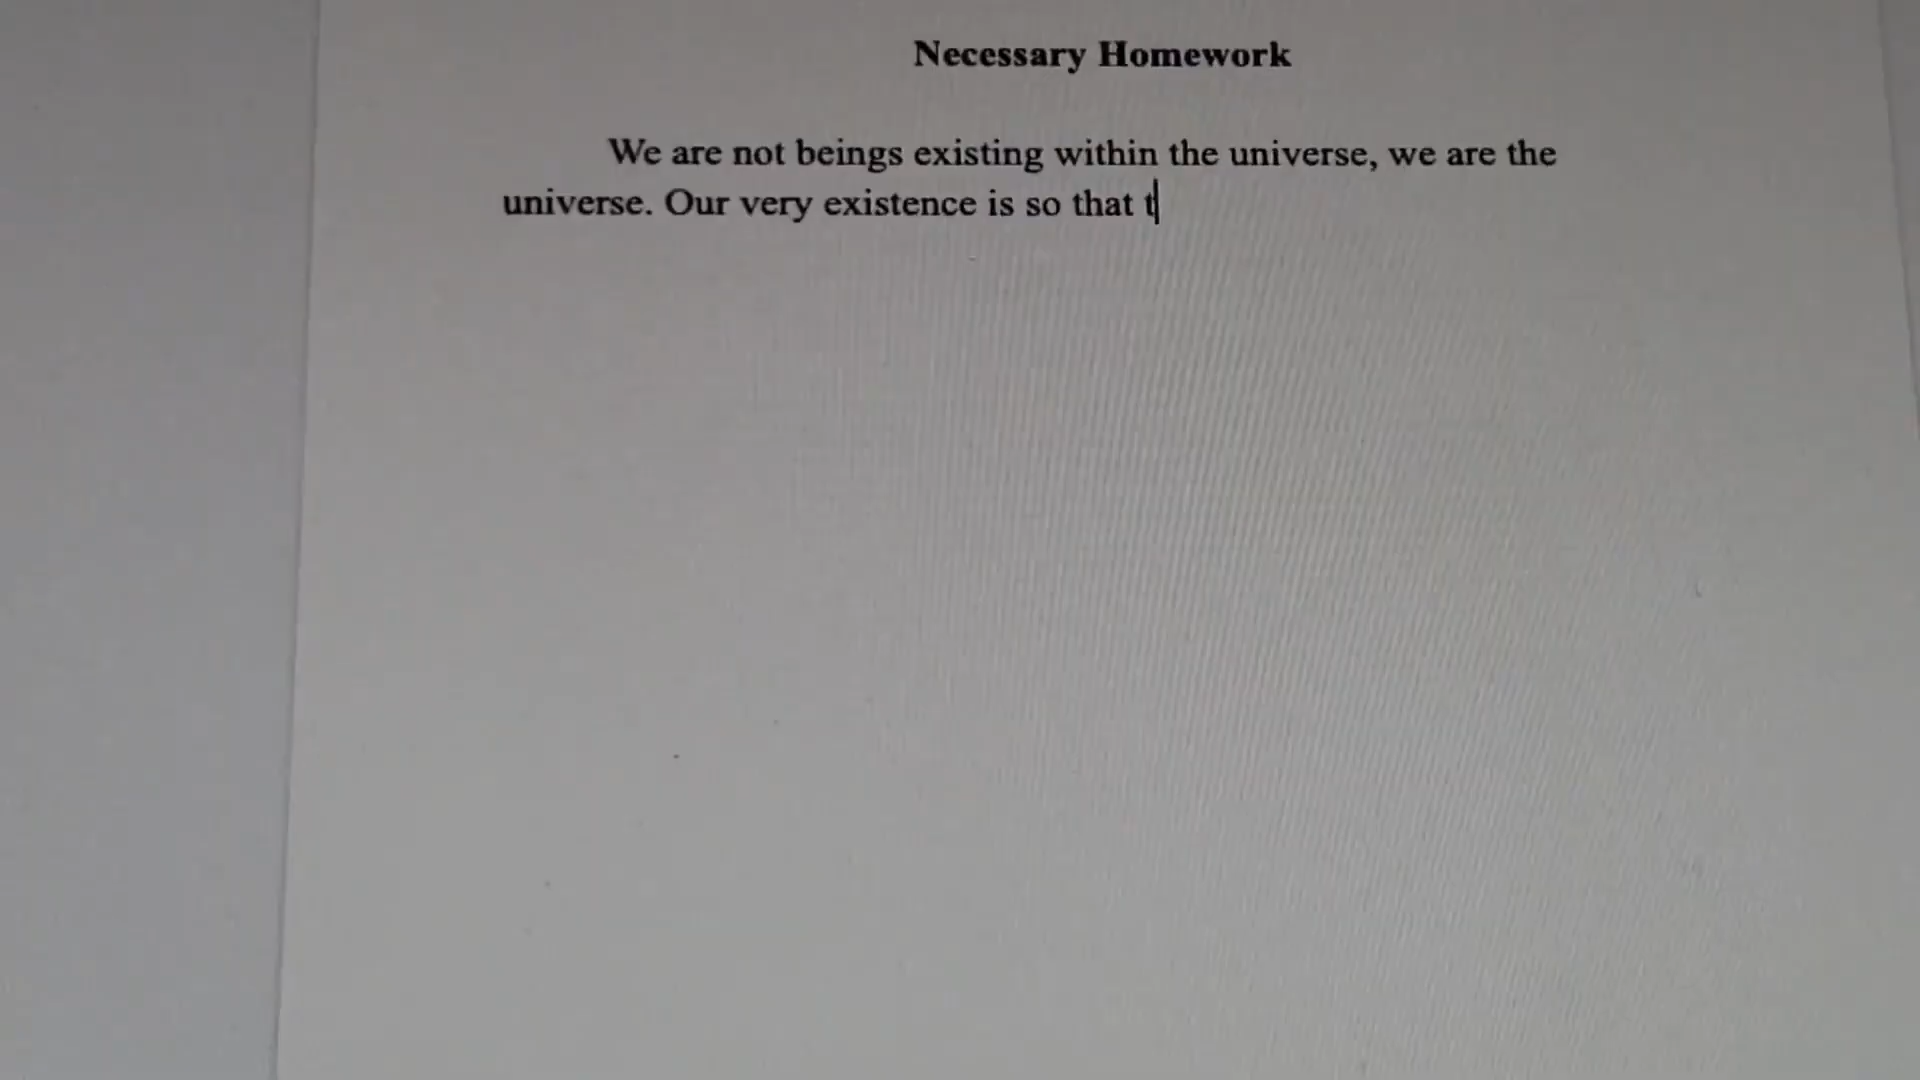 Necessary Homework
We are not beings existing within the universe, we are the
universe. Our very existence is so that t